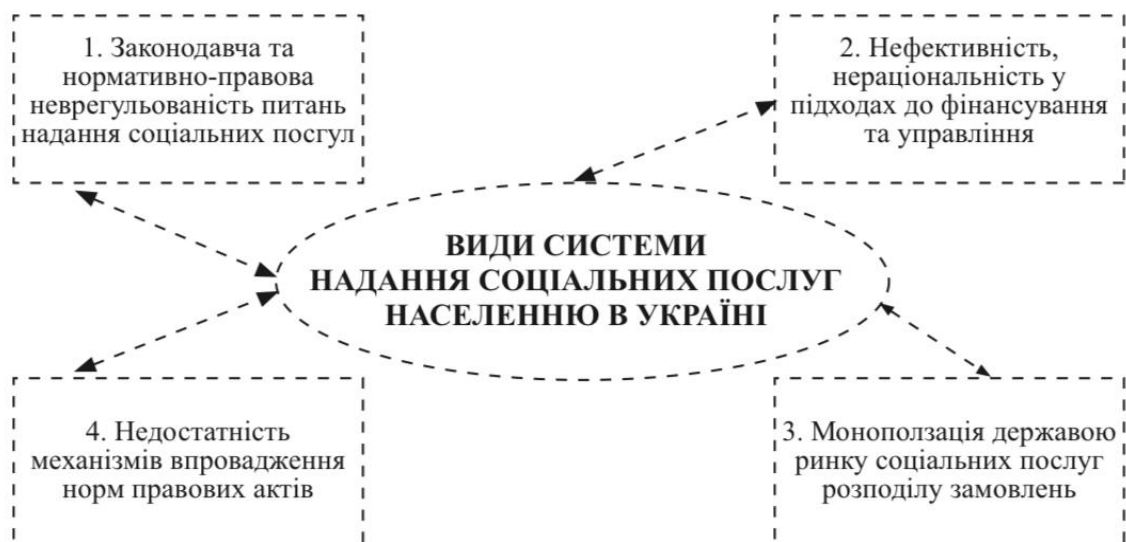 1. Законодавча та
нормативно-правова
неврегульованість питань
надання соціальних посгул
2. Нефективність,
нераціональність у
підходах до фінансування
та управління
ВИДИ СИСТЕМИ
НАДАННЯ СОЦІАЛЬНИХ ПОСЛУГ
НАСЕЛЕННЮ В УКРАЇНІ
4. Недостатність
механізмів впровадження
норм правових актів
3. Моноползація державою
ринку соціальних послуг
розподілу замовлень